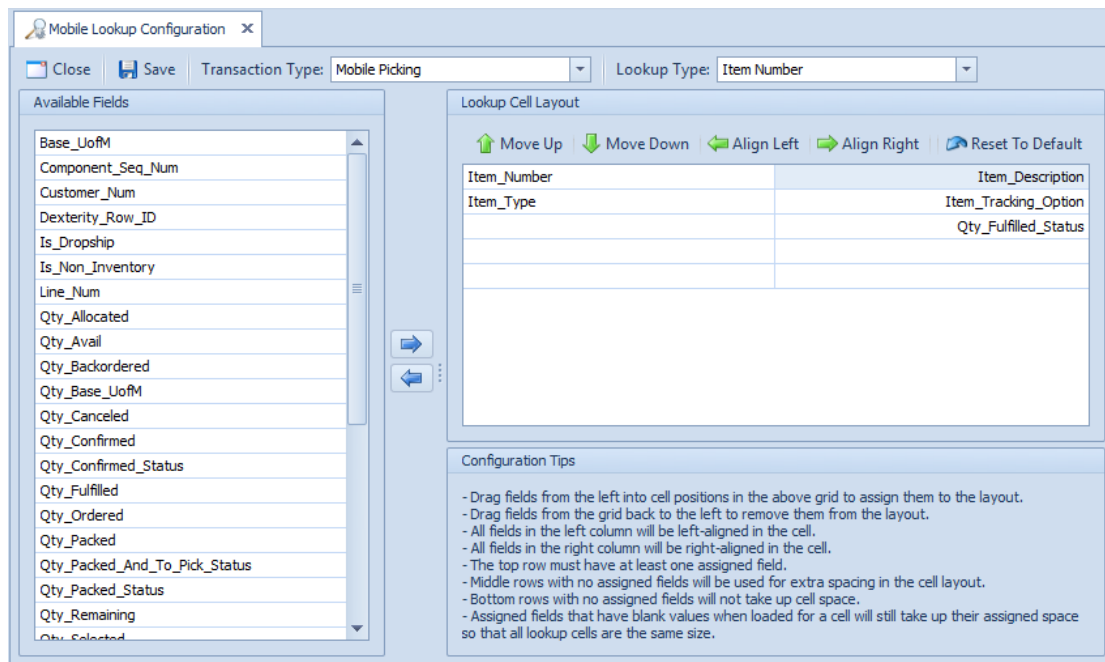 Mobile Lookup Configuration X
Close Save Transaction Type: Mobile Picking Lookup Type: Item Number
Available Fields
Base_UofM
Component_Seq_Num
Customer_Num
Dexterity_Row_ID
Is_Dropship
Is_Non_Inventory
Line_Num
Qty_Allocated
Qty_Avail
Qty_Backordered
Qty_Base_UofM
Qty_Canceled
Qty_Confirmed
Qty_Confirmed_Status
Qty_Fulfilled
Qty_Ordered
Qty_Packed
Qty_Packed_And_To_Pick_Status
Qty_Packed_Status
Qty_Remaining
Qty_Selected
Lookup Cell Layout
Move Up Move Down Align Left Align Right Reset To Default
Item_Number Item_Description
Item_Type Item_Tracking_Option
Qty_Fulfilled_Status
Configuration Tips
- Drag fields from the left into cell positions in the above grid to assign them to the layout.
- Drag fields from the grid back to the left to remove them from the layout.
- All fields in the left column will be left-aligned in the cell.
- All fields in the right column will be right-aligned in the cell.
- The top row must have at least one assigned field.
- Middle rows with no assigned fields will be used for extra spacing in the cell layout.
- Bottom rows with no assigned fields will not take up cell space.
- Assigned fields that have blank values when loaded for a cell will still take up their assigned space
so that all lookup cells are the same size.